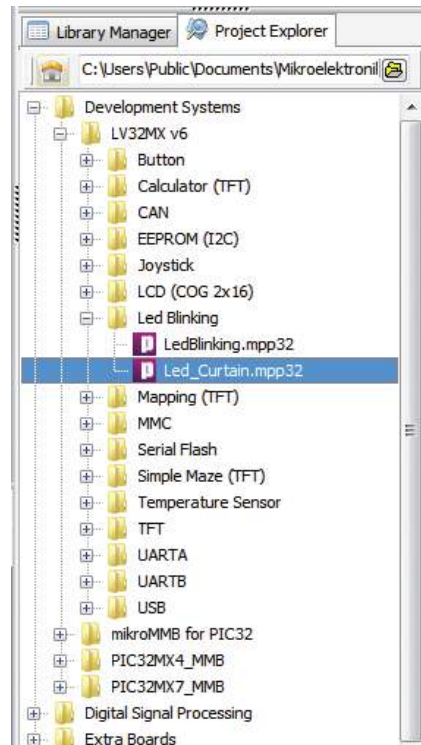 Library Manager Project Explorer
C:\Users\Public\Documents\Mikroelektronil
Development Systems
LV32MX v6
Button
Calculator (TFT)
CAN
EEPROM (I2C)
Joystick
LCD (COG 2x16)
Led Blinking
LedBlinking.mpp32
Led_Curtain.mpp32
Mapping (TFT)
MMC
Serial Flash
Simple Maze (TFT)
Temperature Sensor
TFT
UARTA
UARTB
USB
mikroMMB for PIC32
PIC32MX4_MMB
PIC32MX7_MMB
Digital Signal Processing
Extra Boards